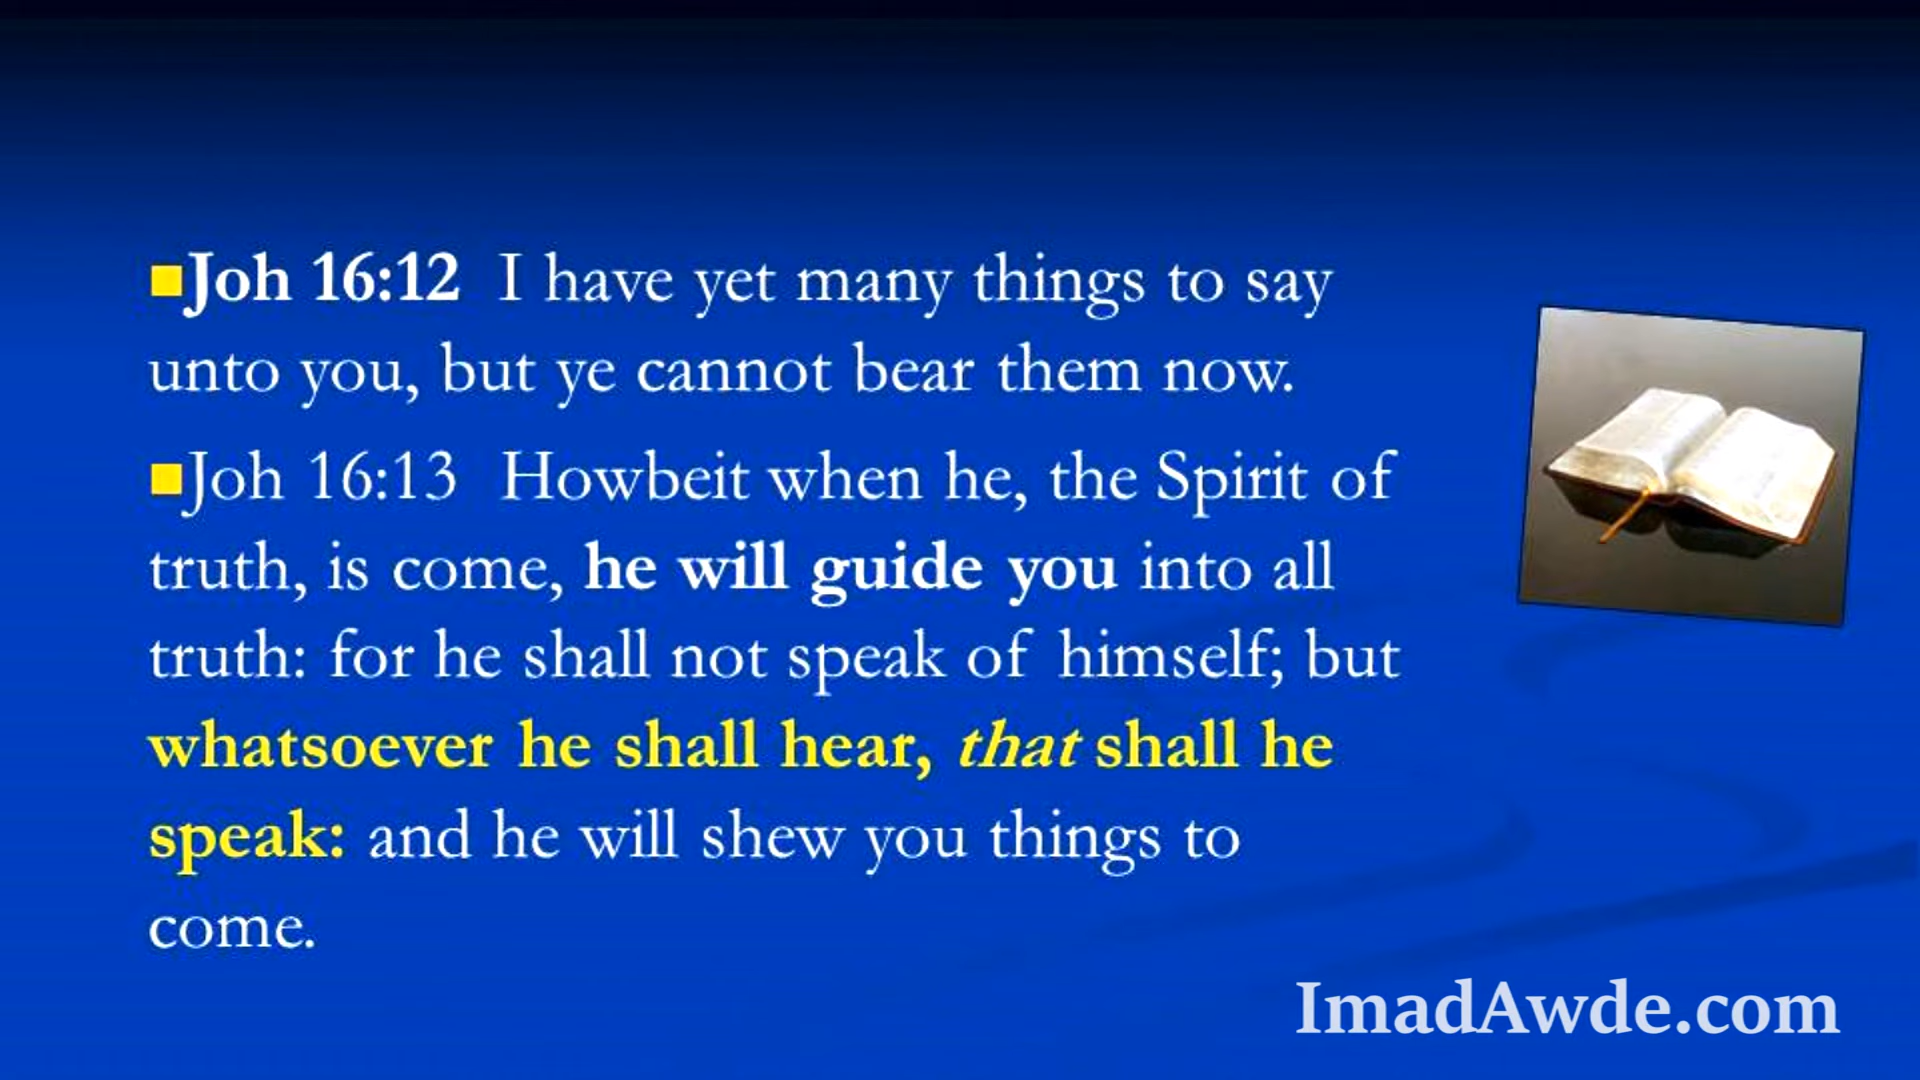 Joh 16:12 I have yet many things to say
unto you, but ye cannot bear them now.
Joh 16:13 Howbeit when he, the Spirit of
truth, is come, he will guide you into all
truth: for he shall not speak of himself; but
whatsoever he shall hear, that shall he
speak: and he will shew you things to
come.
ImadAwde.com